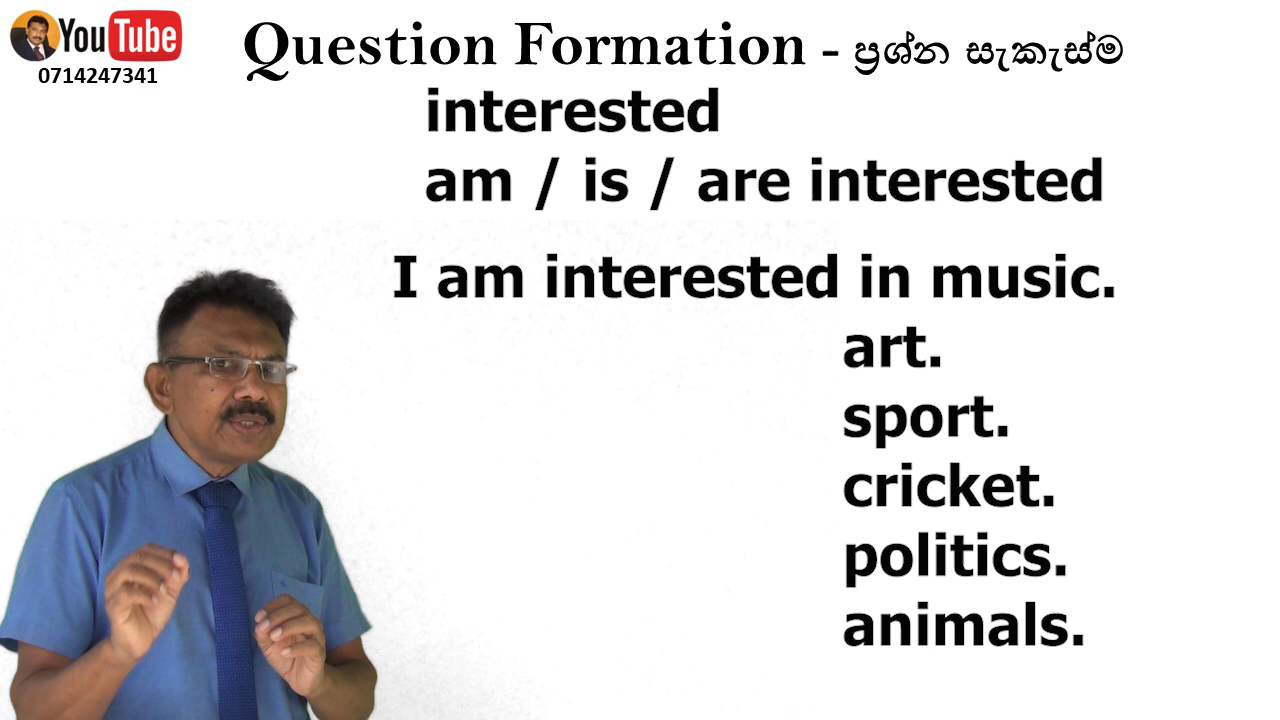 YouTube
0714247341
Question Formation - ප්‍රශ්න සැකැස්ම
interested
am / is / are interested
I am interested in music.
art.
sport.
cricket.
politics.
animals.